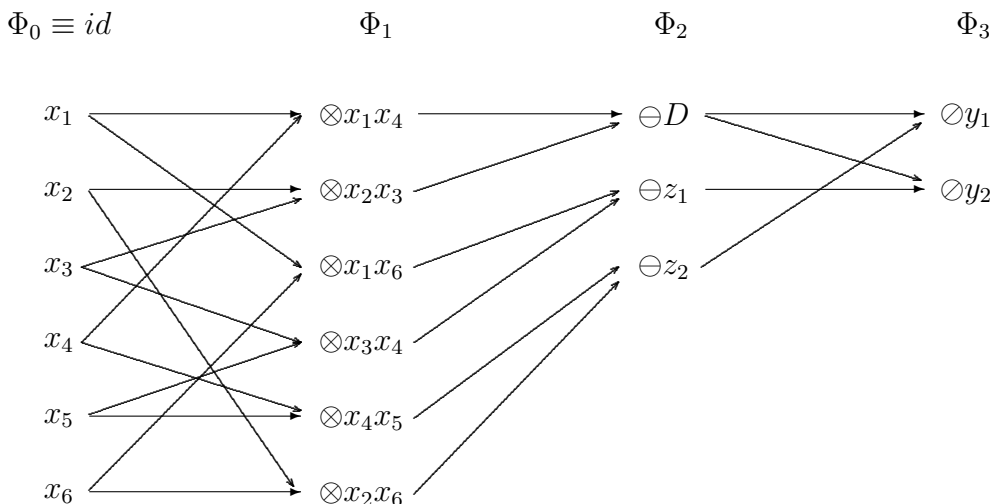 Φ₀ ≡ id Φ₁ Φ₂ Φ₃
x₁ ⊗x₁x₄ ⊖D ⊘y₁
x₂ ⊗x₂x₃ ⊖z₁ ⊘y₂
x₃ ⊗x₁x₆ ⊖z₂
x₄ ⊗x₃x₄
x₅ ⊗x₄x₅
x₆ ⊗x₂x₆